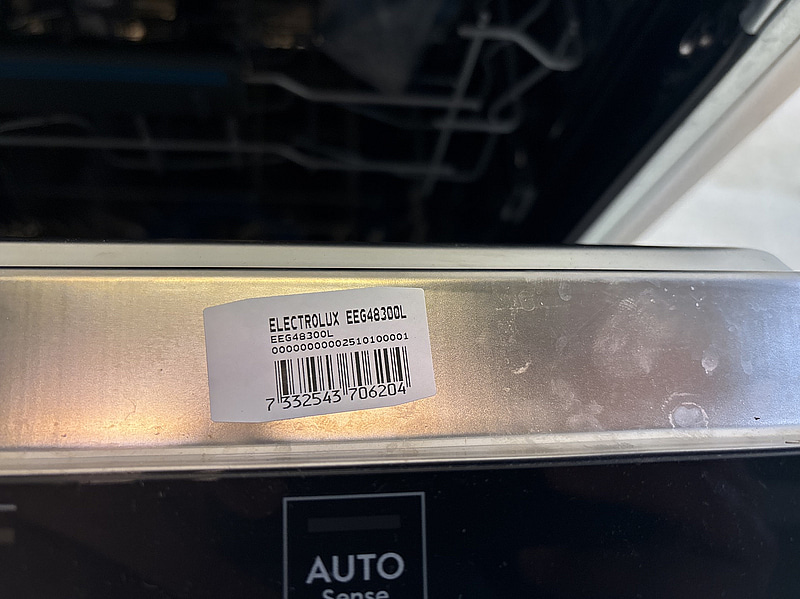 ELECTROLUX EEG48300L
EEG48300L
00000000002510100001
7 332543 706204
AUTO
Sense